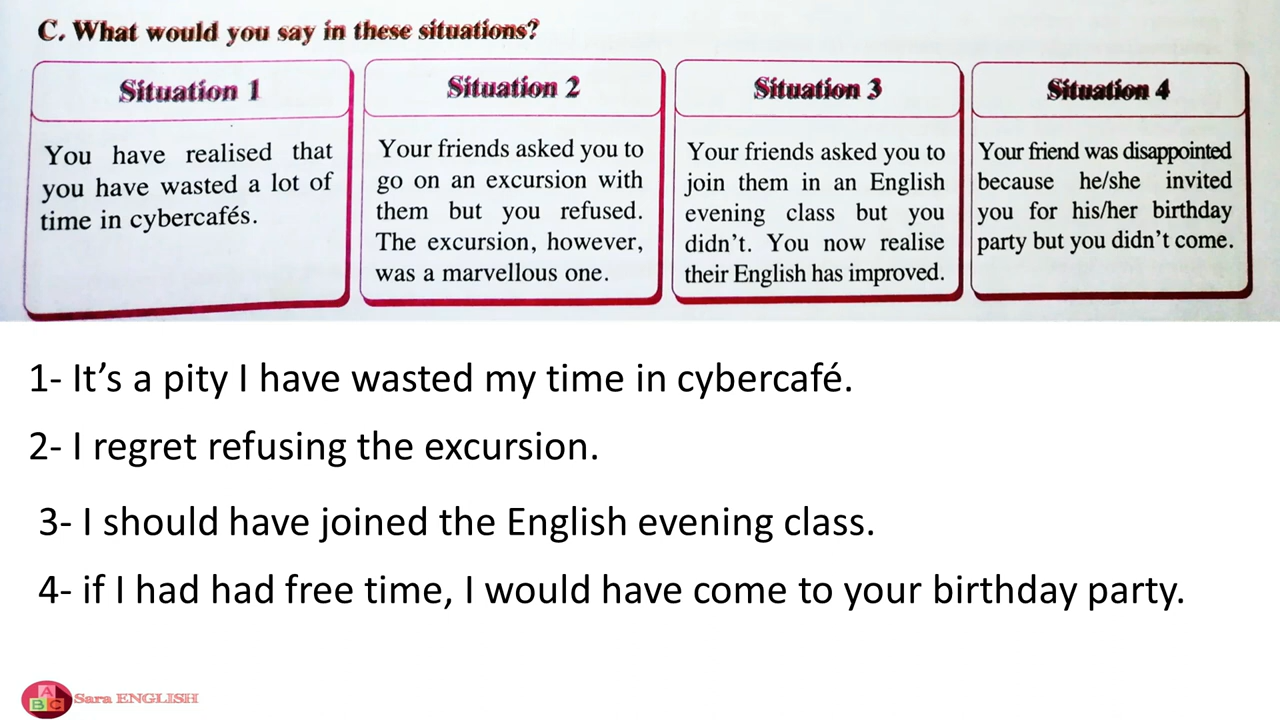 C. What would you say in these situations?
Situation 1
You have realised that
you have wasted a lot of
time in cybercafés.
Situation 2
Your friends asked you to
go on an excursion with
them but you refused.
The excursion, however,
was a marvellous one.
Situation 3
Your friends asked you to
join them in an English
evening class but you
didn't. You now realise
their English has improved.
Situation 4
Your friend was disappointed
because he/she invited
you for his/her birthday
party but you didn't come.
1- It’s a pity I have wasted my time in cybercafé.
2- I regret refusing the excursion.
3- I should have joined the English evening class.
4- if I had had free time, I would have come to your birthday party.
A
B C
Sara ENGLISH